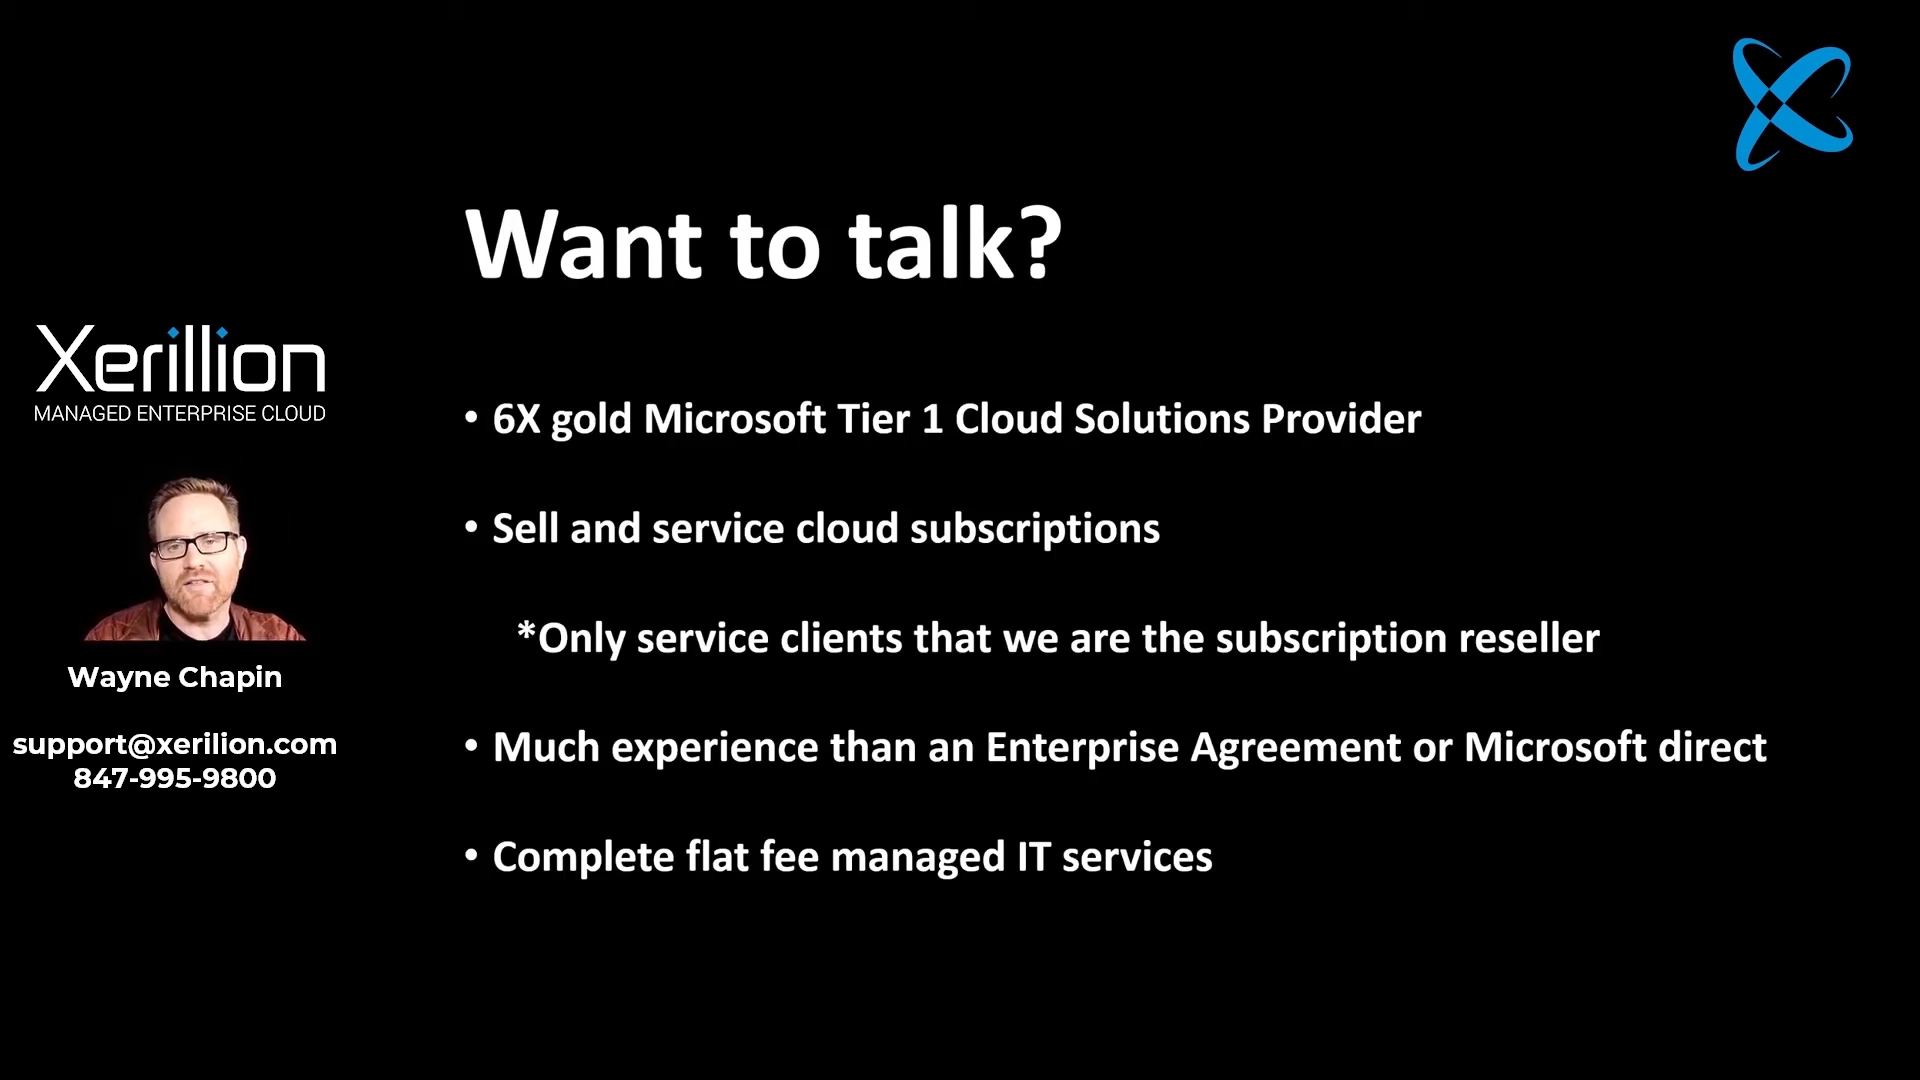 Want to talk?
Xerillion
MANAGED ENTERPRISE CLOUD
• 6X gold Microsoft Tier 1 Cloud Solutions Provider
• Sell and service cloud subscriptions
*Only service clients that we are the subscription reseller
Wayne Chapin
support@xerilion.com
847-995-9800
• Much experience than an Enterprise Agreement or Microsoft direct
• Complete flat fee managed IT services